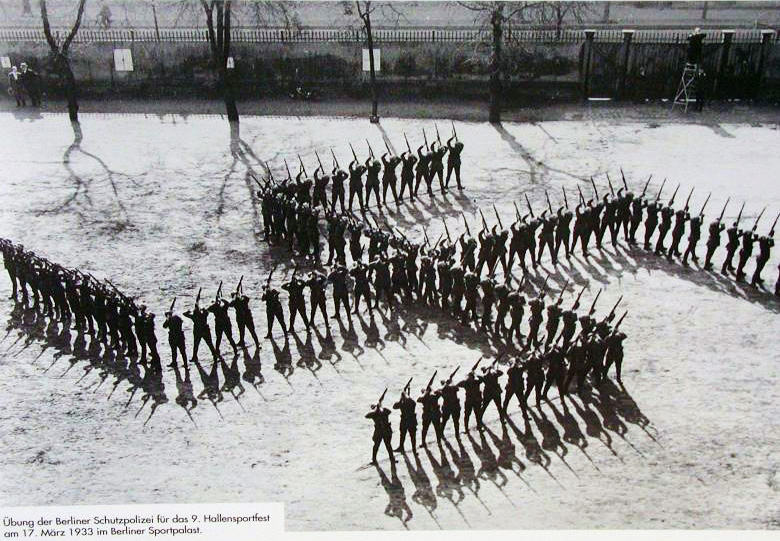 Übung der Berliner Schutzpolizei für das 9. Hallensportfest
am 17. März 1933 im Berliner Sportpalast.